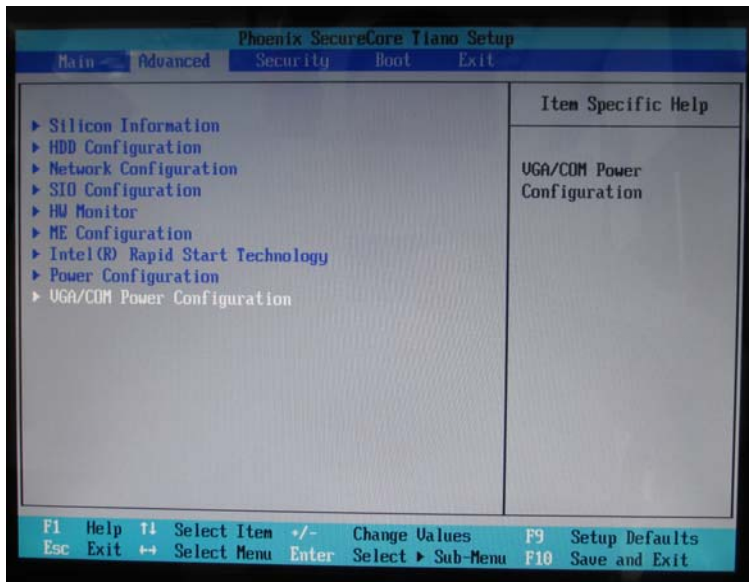 Phoenix SecureCore Tiano Setup
Main Advanced Security Boot Exit
Item Specific Help
▶ Silicon Information
▶ HDD Configuration
▶ Network Configuration
▶ SIO Configuration
▶ HW Monitor
▶ ME Configuration
▶ Intel(R) Rapid Start Technology
▶ Power Configuration
▶ VGA/COM Power Configuration
VGA/COM Power
Configuration
F1 Help ↑↓ Select Item +/- Change Values F9 Setup Defaults
Esc Exit ↔ Select Menu Enter Select ▶ Sub-Menu F10 Save and Exit